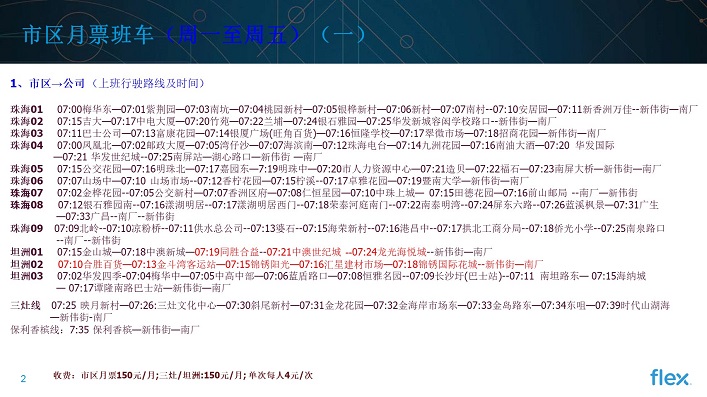 市区月票班车（周一至周五）（一）
1、市区→公司（上班行驶路线及时间）
珠海01 07:00梅华东—07:01紫荆园—07:03南坑—07:04桃园新村—07:05银桦新村—07:06新村—07:07南村--07:10安居园—07:11新香洲万佳--新伟街—南厂
珠海02 07:15吉大—07:17中电大厦—07:20竹苑—07:22兰埔—07:24银石雅园—07:25华发新城容闳学校路口--新伟街—南厂
珠海03 07:11巴士公司—07:13富康花园—07:14银厦广场(旺角百货)—07:16恒隆学校—07:17翠微市场—07:18招商花园—新伟街—南厂
珠海04 07:00凤凰北—07:02邮政大厦—07:05湾仔沙—07:07海滨南—07:12珠海电台—07:14九洲花园—07:16南油大酒—07:20 华发国际
—07:21 华发世纪城--07:25南屏站—湖心路口—新伟街 —南厂
珠海05 07:15公交花园—07:16明珠北—07:17嘉园东—7:19明珠中—07:20市人力资源中心—07:21造贝—07:22福石—07:23南屏大桥—新伟街—南厂
珠海06 07:07山场中—07:10 山场市场--07:12香柠花园—07:15柠溪--07:17卓雅花园—07:19暨南大学—新伟街—南厂
珠海07 07:02金桦花园--07:05公交新村—07:07香洲区府—07:08仁恒星园—07:10中珠上城— 07:15田德花园—07:16前山邮局 --南厂—新伟街
珠海08 07:12银石雅园南--07:16漾湖明居--07:17漾湖明居西门--07:18荣泰河庭南门--07:22南泰明湾--07:24屏东六路--07:26蓝溪枫景—07:31广生
—07:33广昌--南厂--新伟街
珠海09 07:09北岭--07:10凉粉桥--07:11供水总公司--07:13婆石--07:15海荣新村--07:16港昌中--07:17拱北工商分局--07:18侨光小学--07:25南泉路口
--南厂--新伟街
坦洲01 07:15金山城—07:18中澳新城—07:19同胜合益--07:21中澳世纪城 --07:24龙光海悦城--新伟街—南厂
坦洲02 07:10合胜百货—07:13金斗湾客运站—07:15锦绣阳光—07:16汇星建材市场—07:18锦绣国际花城--新伟街—南厂
坦洲03 07:02华发四季-07:04梅华中—07:05中高中部—07:06蓝盾路口—07:08恒雅名园--07:09长沙圩(巴士站)--07:11 南坦路东— 07:15海纳城
— 07:17谭隆南路巴士站—新伟街—南厂
三灶线 07:25 映月新村—07:26:三灶文化中心—07:30斜尾新村—07:31金龙花园—07:32金海岸市场东—07:33金岛路东—07:34东咀—07:39时代山湖海
—新伟街-南厂
保利香槟线：7:35 保利香槟—新伟街—南厂
收费：市区月票150元/月;三灶/坦洲:150元/月;单次每人4元/次
2
flex